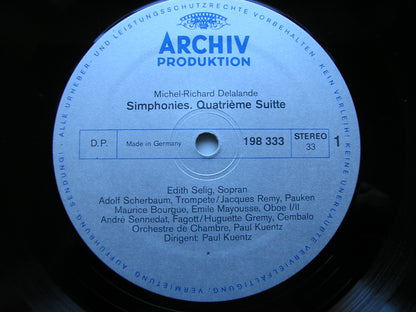 ARCHIV
PRODUKTION
Michel-Richard Delalande
Simphonies. Quatrième Suitte
D.P.
Made in Germany
198 333
STEREO
33
1
Edith Selig, Sopran
Adolf Scherbaum, Trompete/Jacques Remy, Pauken
Maurice Bourgue, Emile Mayousse, Oboe I/II
André Sennedat, Fagott/Huguette Gremy, Cembalo
Orchestre de Chambre, Paul Kuentz
Dirigent: Paul Kuentz
ALLE URHEBER- UND LEISTUNGSSCHUTZRECHTE VORBEHALTEN · KEIN VERLEIH! KEINE UNERLAUBTE VERVIELFÄLTIGUNG, VERMIETUNG, AUFFÜHRUNG, SENDUNG!